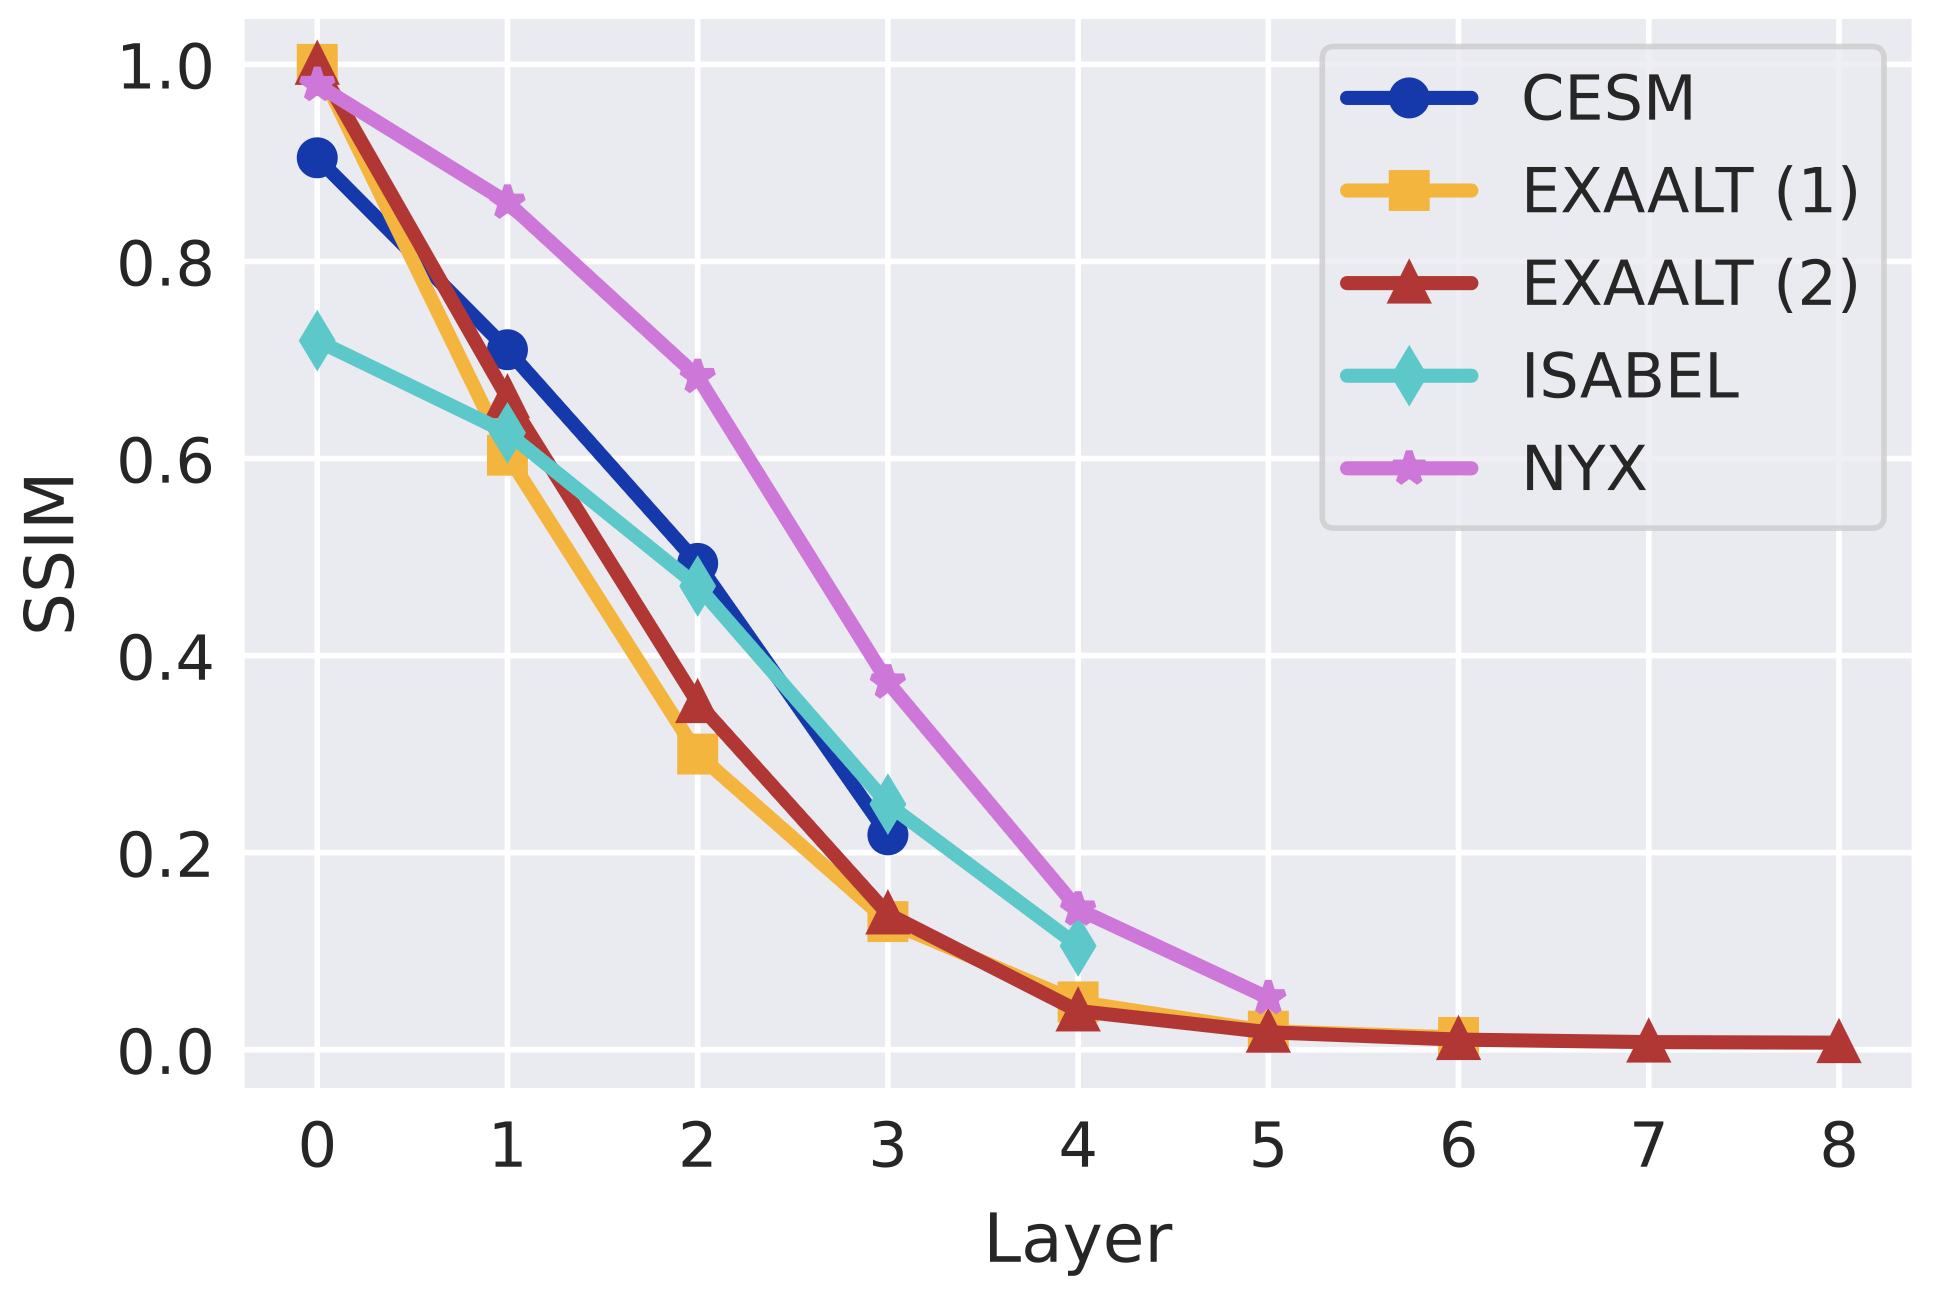 1.0
0.8
0.6
0.4
0.2
0.0
SSIM
0 1 2 3 4 5 6 7 8
Layer
CESM
EXAALT (1)
EXAALT (2)
ISABEL
NYX